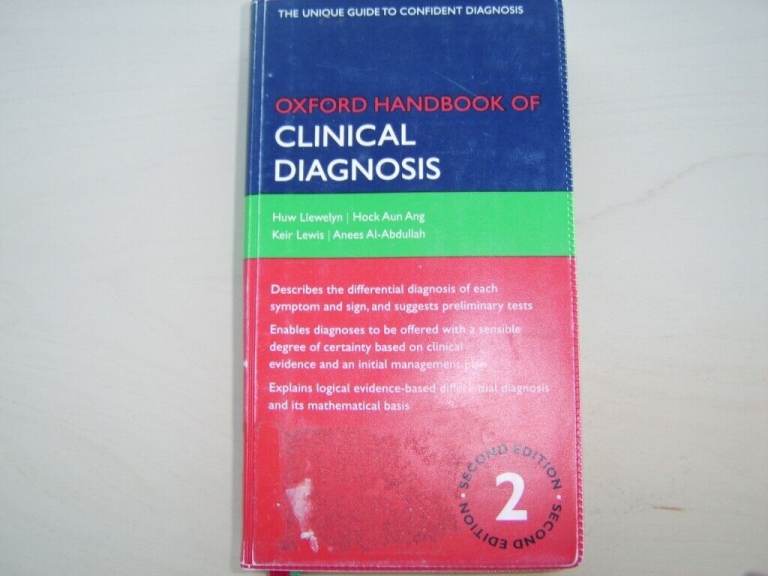 THE UNIQUE GUIDE TO CONFIDENT DIAGNOSIS
OXFORD HANDBOOK OF
CLINICAL
DIAGNOSIS
Huw Llewelyn | Hock Aun Ang
Keir Lewis | Anees Al-Abdullah
Describes the differential diagnosis of each
symptom and sign, and suggests preliminary tests
Enables diagnoses to be offered with a sensible
degree of certainty based on clinical
evidence and an initial management plan
Explains logical evidence-based differential diagnosis
and its mathematical basis
SECOND EDITION • SECOND EDITION •
2